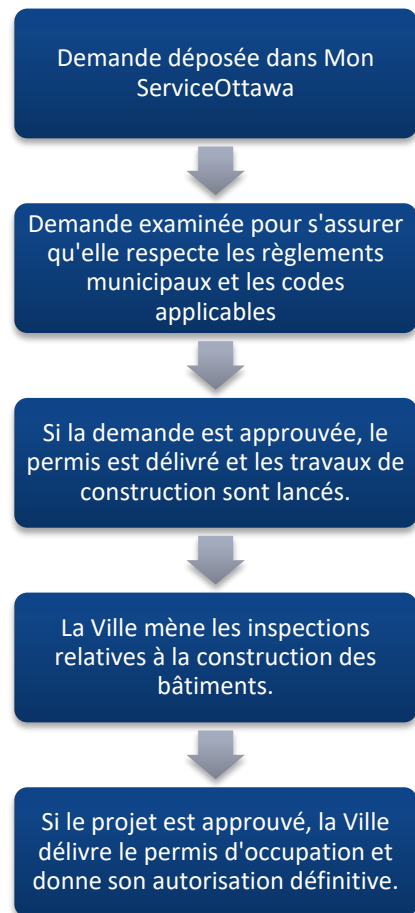 Demande déposée dans Mon
ServiceOttawa
Demande examinée pour s'assurer
qu'elle respecte les règlements
municipaux et les codes
applicables
Si la demande est approuvée, le
permis est délivré et les travaux de
construction sont lancés.
La Ville mène les inspections
relatives à la construction des
bâtiments.
Si le projet est approuvé, la Ville
délivre le permis d'occupation et
donne son autorisation définitive.